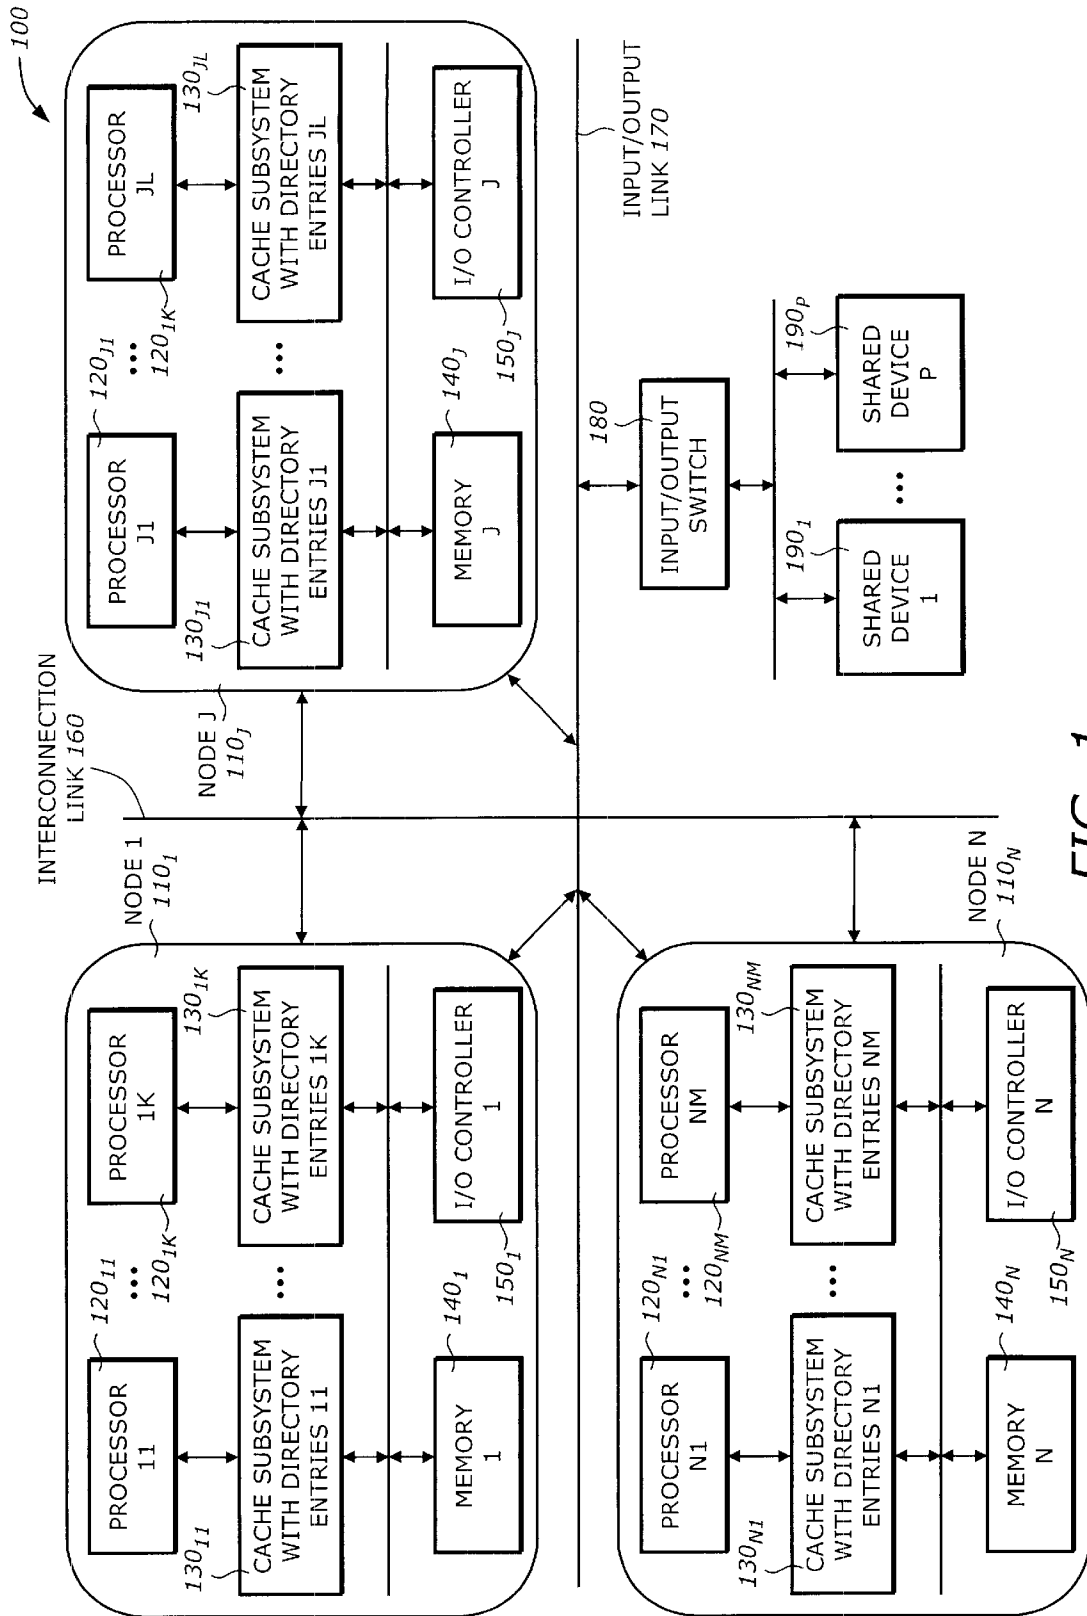 100
INTERCONNECTION
LINK 160
NODE 1
110₁
120₁₁
•••
120₁ₖ
PROCESSOR
11
PROCESSOR
1K
130₁₁
130₁ₖ
CACHE SUBSYSTEM
WITH DIRECTORY
ENTRIES 11
•••
CACHE SUBSYSTEM
WITH DIRECTORY
ENTRIES 1K
MEMORY
1
140₁
150₁
I/O CONTROLLER
1
NODE J
110J
120J1
•••
120₁ₖ
PROCESSOR
J1
PROCESSOR
JL
130J1
130JL
CACHE SUBSYSTEM
WITH DIRECTORY
ENTRIES J1
•••
CACHE SUBSYSTEM
WITH DIRECTORY
ENTRIES JL
MEMORY
J
140J
150J
I/O CONTROLLER
J
INPUT/OUTPUT
LINK 170
NODE N
110N
120N1
•••
120NM
PROCESSOR
N1
PROCESSOR
NM
130N1
130NM
CACHE SUBSYSTEM
WITH DIRECTORY
ENTRIES N1
•••
CACHE SUBSYSTEM
WITH DIRECTORY
ENTRIES NM
MEMORY
N
140N
150N
I/O CONTROLLER
N
180
INPUT/OUTPUT
SWITCH
190₁
190P
SHARED
DEVICE
1
•••
SHARED
DEVICE
P
FIG. 1